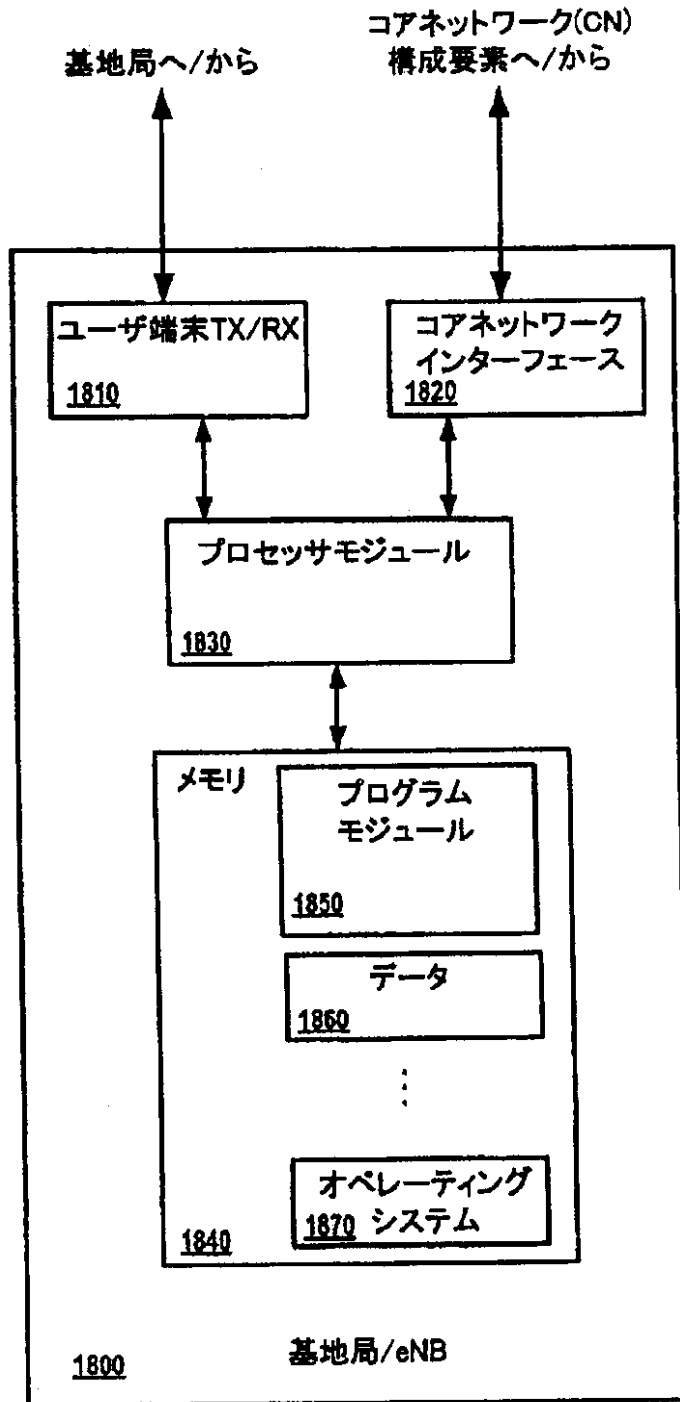 基地局へ/から
コアネットワーク(CN)
構成要素へ/から
ユーザ端末TX/RX
1810
コアネットワーク
インターフェース
1820
プロセッサモジュール
1830
メモリ
プログラム
モジュール
1850
データ
1860
オペレーティング
システム
1870
1840
基地局/eNB
1800